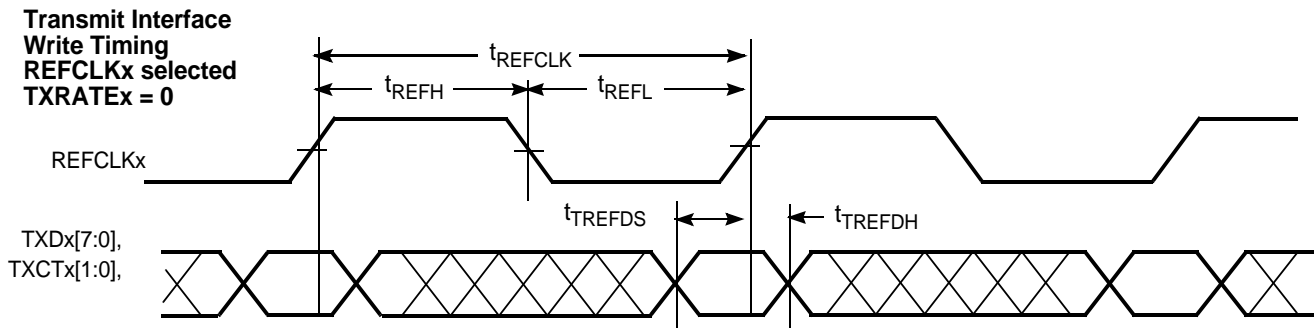 Transmit Interface
Write Timing
REFCLKx selected
TXRATEx = 0
tREFCLK
tREFH
tREFL
REFCLKx
tTREFDS
tTREFDH
TXDx[7:0],
TXCTx[1:0],